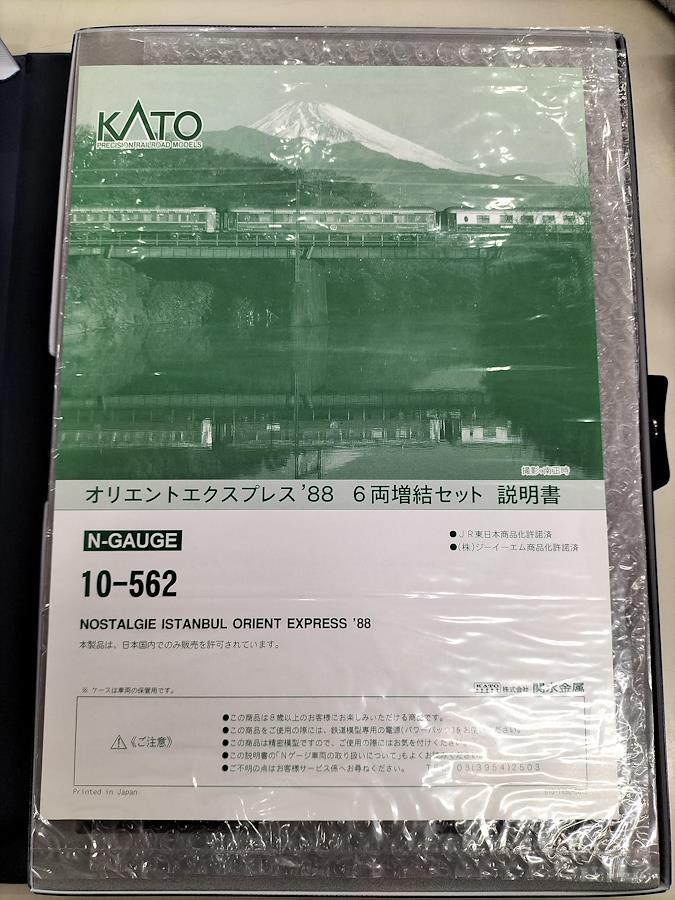 KATO
PRECISION RAILROAD MODELS
撮影:南正時
オリエントエクスプレス '88 6両増結セット 説明書
N-GAUGE
●JR東日本商品化許諾済
●(株)ジーイーエム商品化許諾済
10-562
NOSTALGIE ISTANBUL ORIENT EXPRESS '88
本製品は、日本国内でのみ販売を許可されています。
※ ケースは車両の保管用です。
KATO 株式会社 関水金属
⚠《ご注意》
●この商品は8歳以上のお客様にお楽しみいただける商品です。
●この商品をご使用の際には、鉄道模型専用の電源(パワーパック)をお使いください。
●この商品は精密模型ですので、ご使用の際にはお気を付けください。
●この説明書の「Nゲージ車両の取り扱いについて」もよくお読みください。
●ご不明の点はお客様サービス係へお尋ねください。 TEL 03(3954)2503
Printed in Japan